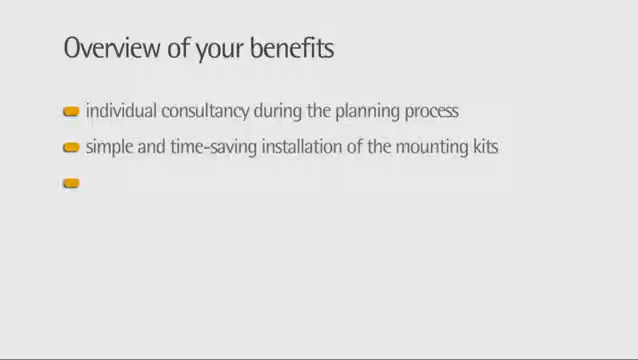 Overview of your benefits
individual consultancy during the planning process
simple and time-saving installation of the mounting kits